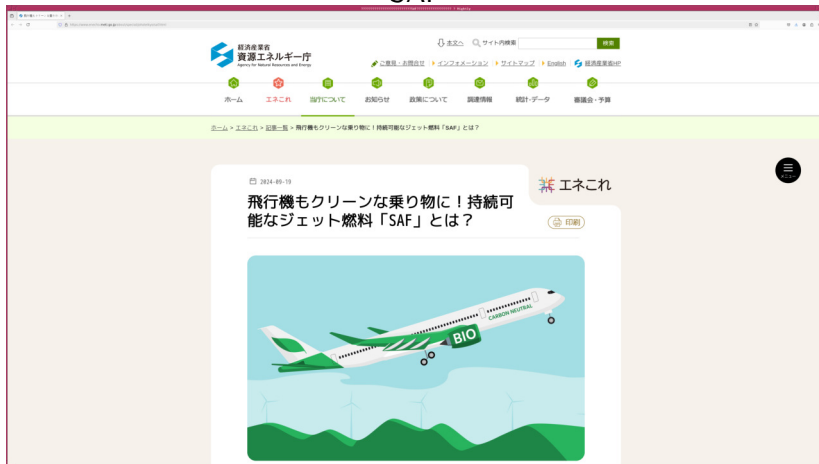 SAF
経済産業省
資源エネルギー庁
Agency for Natural Resources and Energy
本文へ
サイト内検索
検索
ご意見・お問合せ
インフォメーション
サイトマップ
English
経済産業省HP
ホーム
エネこれ
当庁について
お知らせ
政策について
調達情報
統計・データ
審議会・予算
ホーム > エネこれ > 記事一覧 > 飛行機もクリーンな乗り物に！持続可能なジェット燃料「SAF」とは？
メニュー
2024-09-19
エネこれ
飛行機もクリーンな乗り物に！持続可
能なジェット燃料「SAF」とは？
印刷
CARBON NEUTRAL
BIO